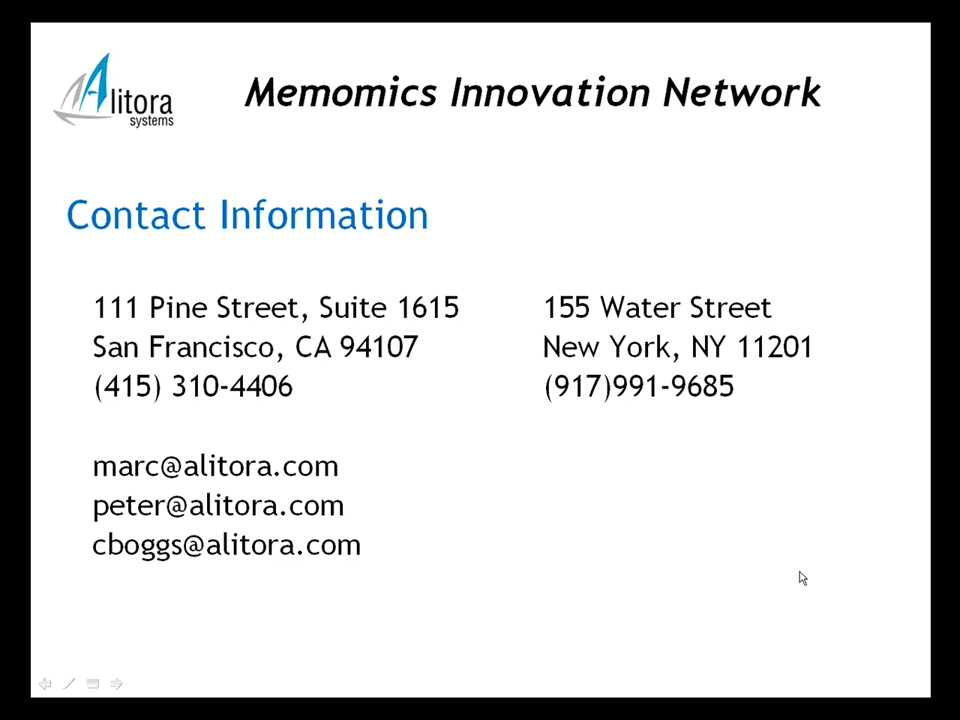 Alitora
systems
Memomics Innovation Network
Contact Information
111 Pine Street, Suite 1615
San Francisco, CA 94107
(415) 310-4406
155 Water Street
New York, NY 11201
(917)991-9685
marc@alitora.com
peter@alitora.com
cboggs@alitora.com